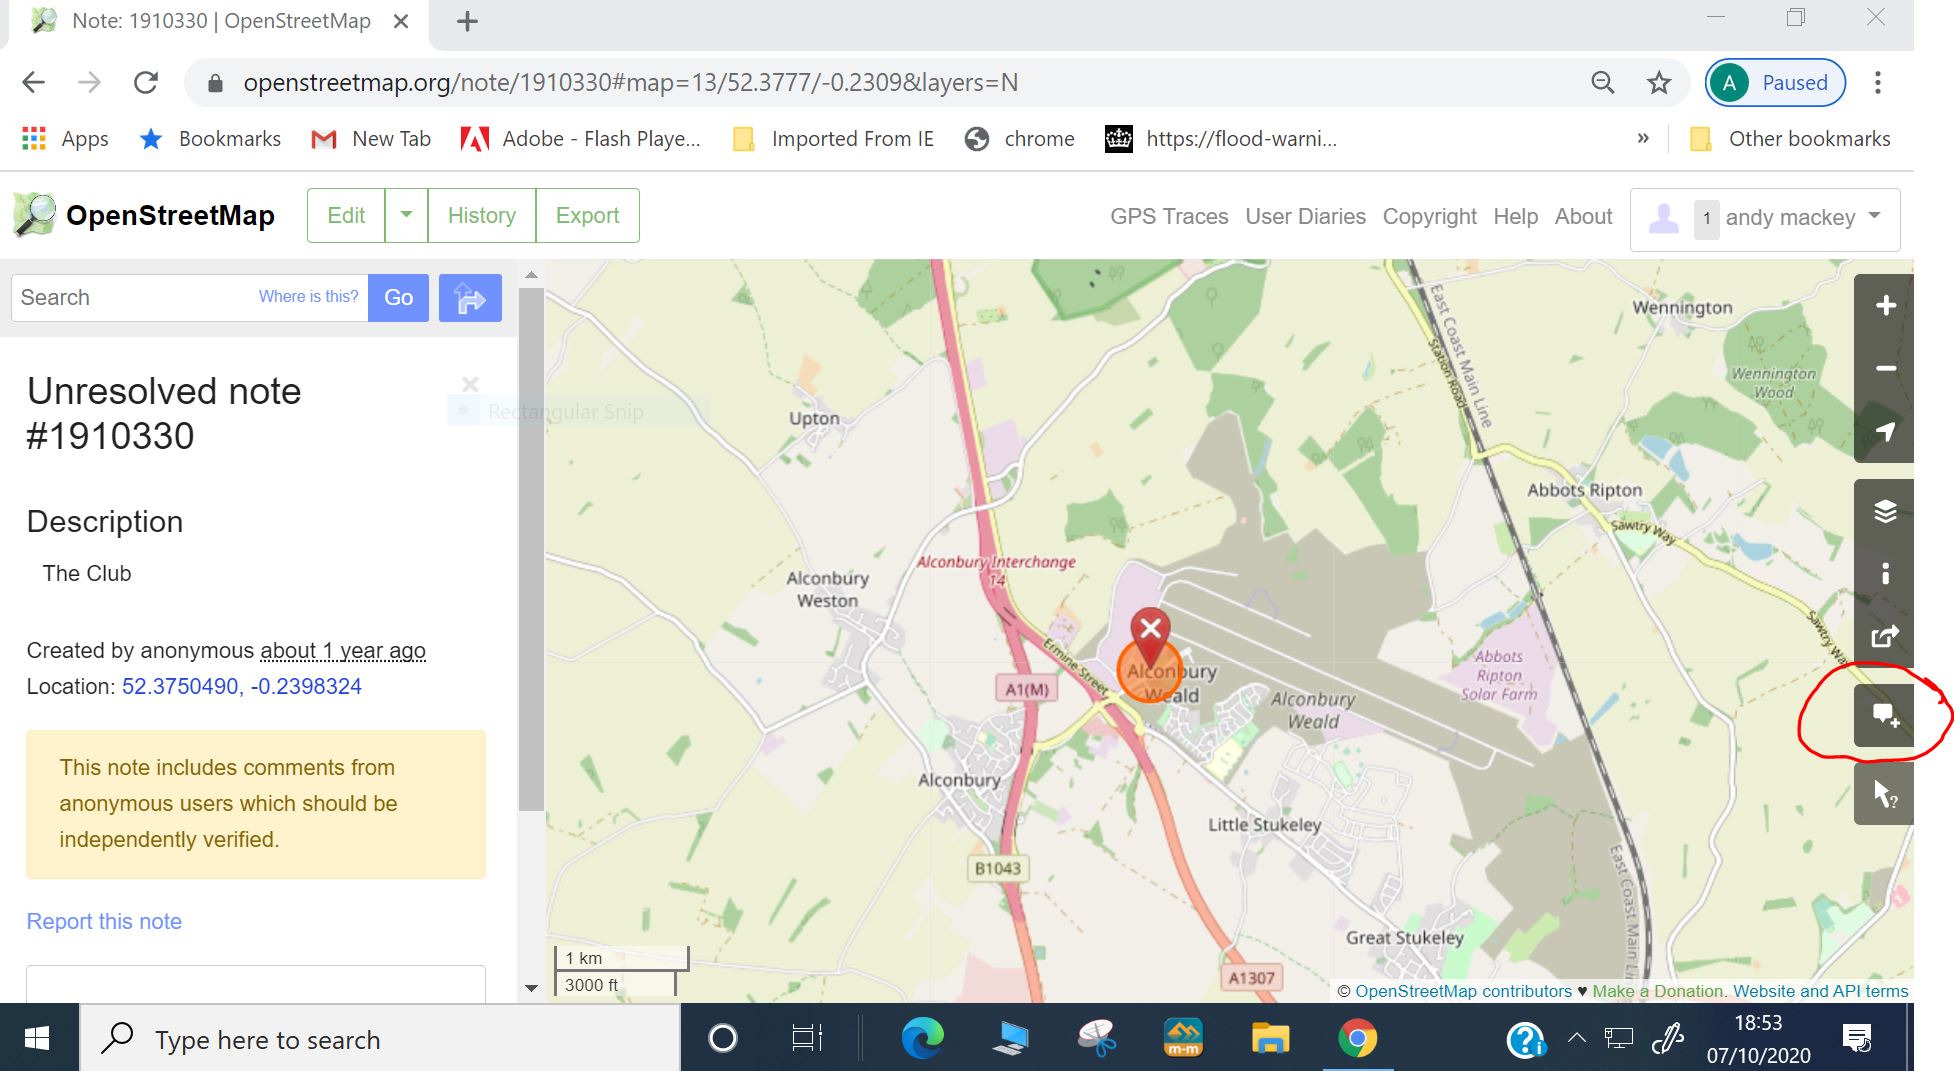 Note: 1910330 | OpenStreetMap
openstreetmap.org/note/1910330#map=13/52.3777/-0.2309&layers=N
A Paused
Apps Bookmarks New Tab Adobe - Flash Playe... Imported From IE chrome https://flood-warni... » Other bookmarks
OpenStreetMap Edit History Export GPS Traces User Diaries Copyright Help About 1 andy mackey
Search Where is this? Go
Unresolved note
#1910330
Rectangular Snip
Description
The Club
Created by anonymous about 1 year ago
Location: 52.3750490, -0.2398324
This note includes comments from
anonymous users which should be
independently verified.
Report this note
Wennington
East Coast Main Line
Station Road
Wennington
Wood
Upton
Abbots Ripton
Sawtry Way
Alconbury Interchange
14
Alconbury
Weston
Sawtry Way
Ermine Street
Alconbury
Weald
Abbots
Ripton
Solar Farm
A1(M)
Alconbury
Weald
Alconbury
Little Stukeley
B1043
East Coast Main Li
Great Stukeley
A1307
1 km
3000 ft
© OpenStreetMap contributors ♥ Make a Donation. Website and API terms
Type here to search
m-m
18:53
07/10/2020